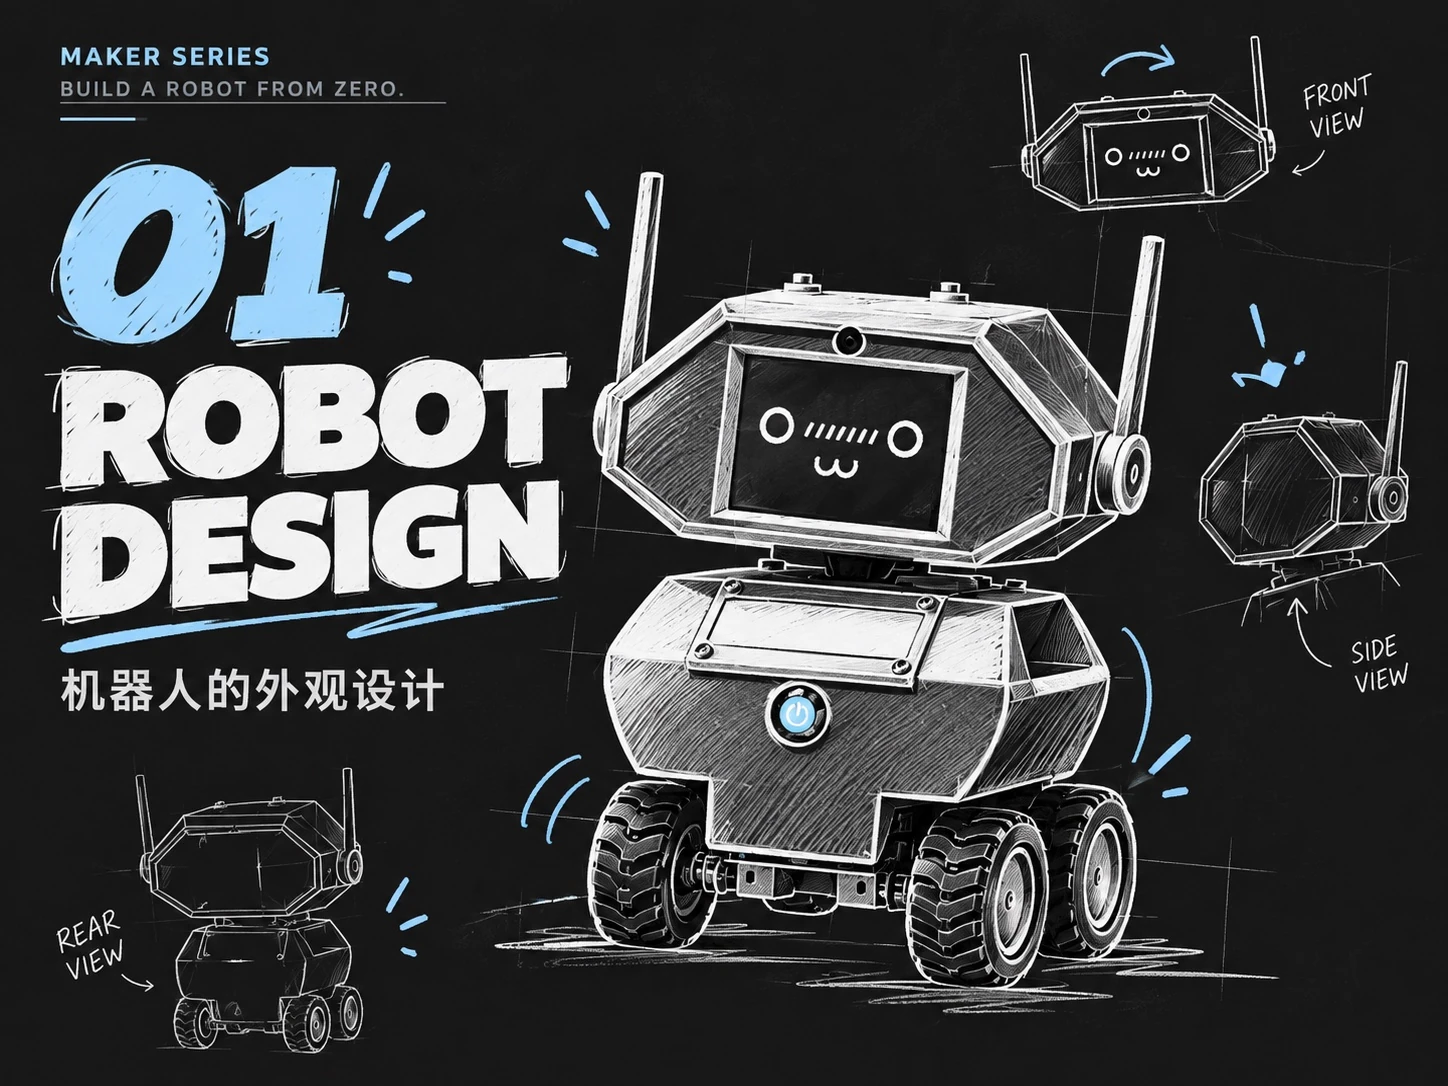 MAKER SERIES
BUILD A ROBOT FROM ZERO.
01
ROBOT
DESIGN
机器人的外观设计
FRONT
VIEW
SIDE
VIEW
REAR
VIEW